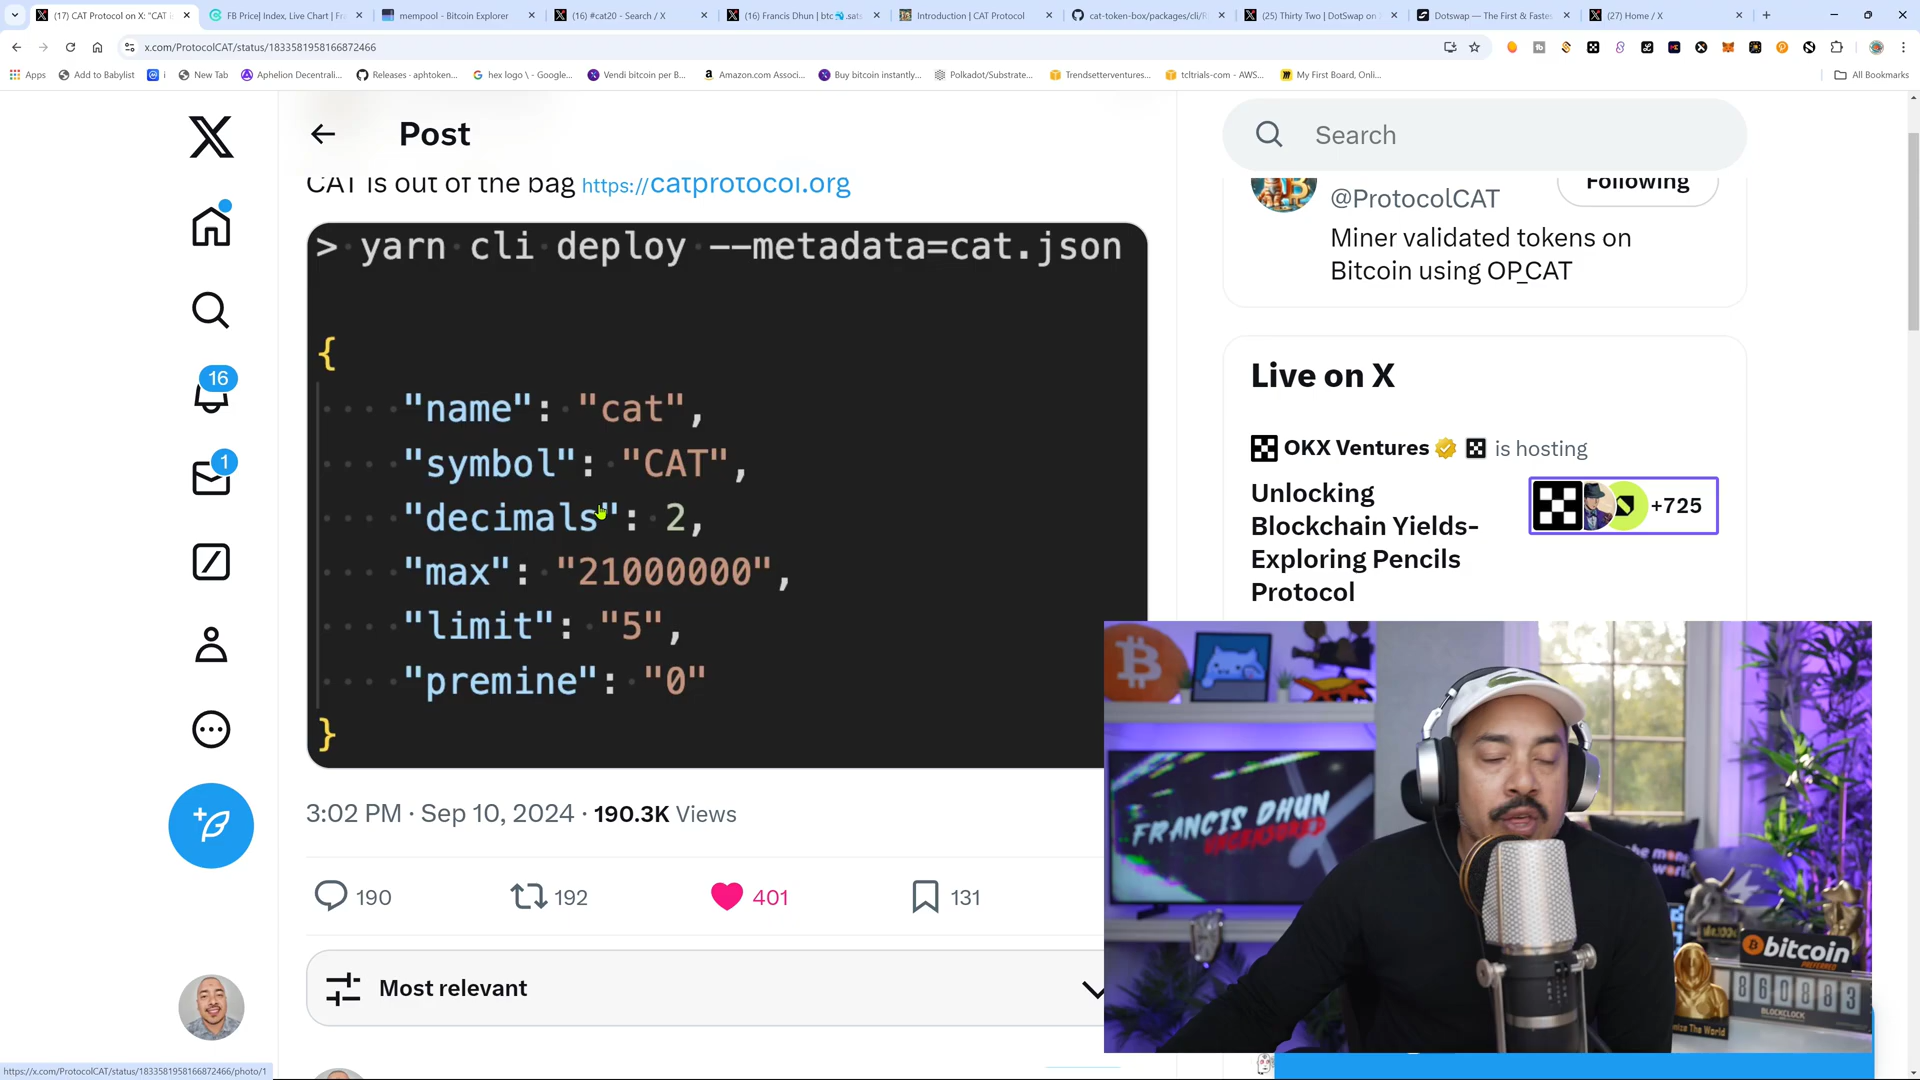 (17) CAT Protocol on X: "CAT is
FB Price| Index, Live Chart | Fra
mempool - Bitcoin Explorer
(16) #cat20 - Search / X
(16) Francis Dhun | btc .sats
Introduction | CAT Protocol
cat-token-box/packages/cli/R
(25) Thirty Two | DotSwap on
Dotswap — The First & Fastes
(27) Home / X
x.com/ProtocolCAT/status/1833581958166872466
Apps
Add to Babylist
i
New Tab
Aphelion Decentrali...
Releases · aphtoken...
hex logo \ - Google...
Vendi bitcoin per B...
Amazon.com Associ...
Buy bitcoin instantly...
Polkadot/Substrate...
Trendsetterventures...
tcltrials-com - AWS...
My First Board, Onli...
All Bookmarks
Post
Search
CAT is out of the bag https://catprotocol.org
> yarn cli deploy --metadata=cat.json
{
"name": "cat",
"symbol": "CAT",
"decimals": 2,
"max": "21000000",
"limit": "5",
"premine": "0"
}
3:02 PM · Sep 10, 2024 · 190.3K Views
190
192
401
131
Most relevant
16
1
Following
@ProtocolCAT
Miner validated tokens on
Bitcoin using OP_CAT
Live on X
OKX Ventures is hosting
Unlocking
Blockchain Yields-
Exploring Pencils
Protocol
+725
FRANCIS DHUN
UNCENSORED
bitcoin
PREFERRED
860883
BLOCKCLOCK
https://x.com/ProtocolCAT/status/1833581958166872466/photo/1